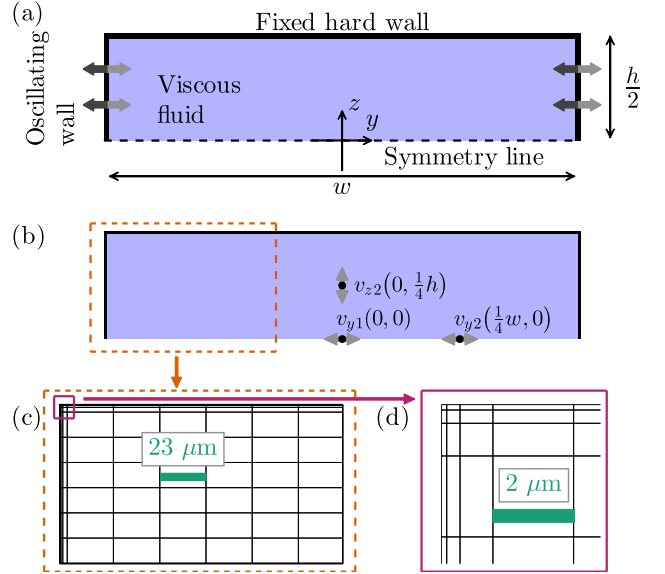 (a)
Fixed hard wall
Oscillating
wall
Viscous
fluid
z
y
h/2
Symmetry line
w
(b)
v_{z2}(0, 1/4 h)
v_{y1}(0, 0)
v_{y2}(1/4 w, 0)
(c)
(d)
23 μm
2 μm